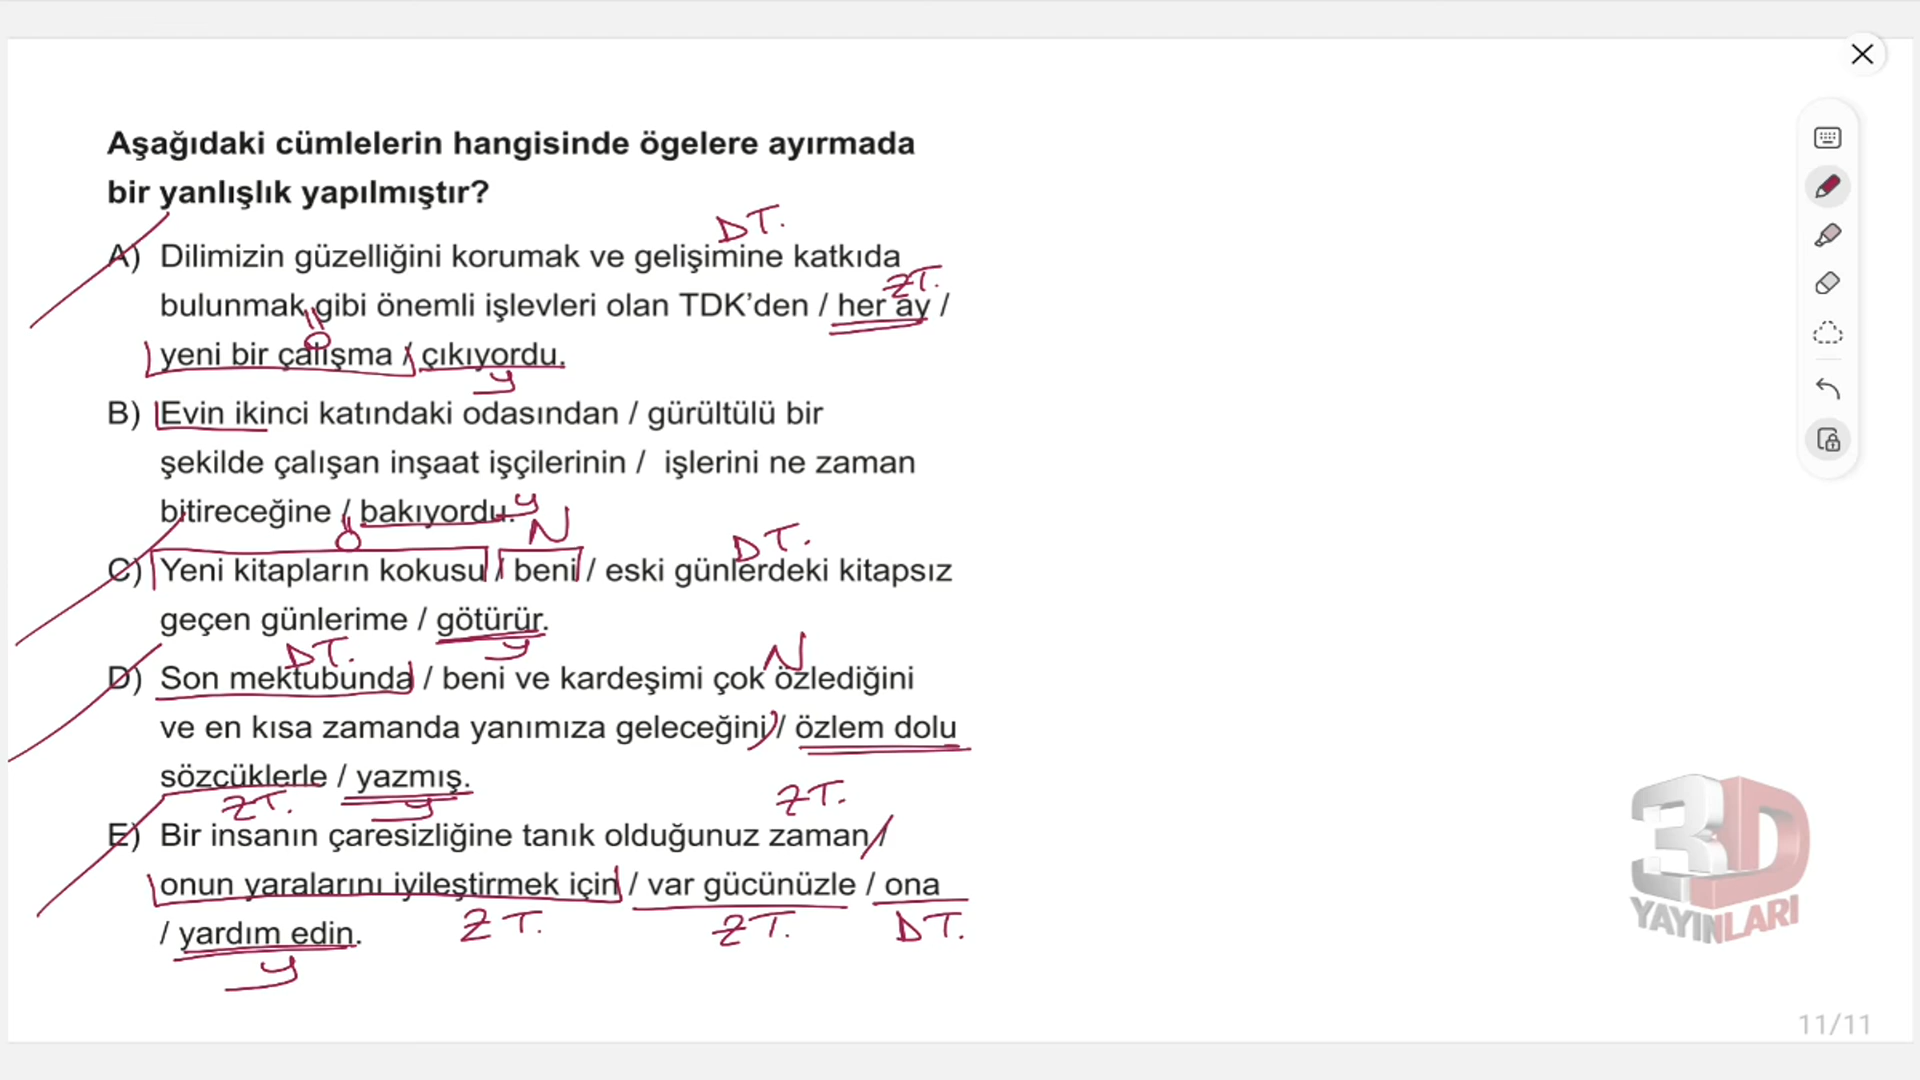 Aşağıdaki cümlelerin hangisinde ögelere ayırmada
bir yanlışlık yapılmıştır?
DT.
A) Dilimizin güzelliğini korumak ve gelişimine katkıda
ZT.
bulunmak gibi önemli işlevleri olan TDK'den / her ay /
Ö
yeni bir çalışma / çıkıyordu.
y
B) Evin ikinci katındaki odasından / gürültülü bir
şekilde çalışan inşaat işçilerinin / işlerini ne zaman
bitireceğine / bakıyordu. y
Ö N DT.
C) Yeni kitapların kokusu / beni / eski günlerdeki kitapsız
geçen günlerime / götürür.
y
DT. N
D) Son mektubunda / beni ve kardeşimi çok özlediğini
ve en kısa zamanda yanımıza geleceğini / özlem dolu
sözcüklerle / yazmış.
ZT. y ZT.
E) Bir insanın çaresizliğine tanık olduğunuz zaman /
onun yaralarını iyileştirmek için / var gücünüzle / ona
ZT. ZT. DT.
/ yardım edin.
y
3D
YAYINLARI
11/11